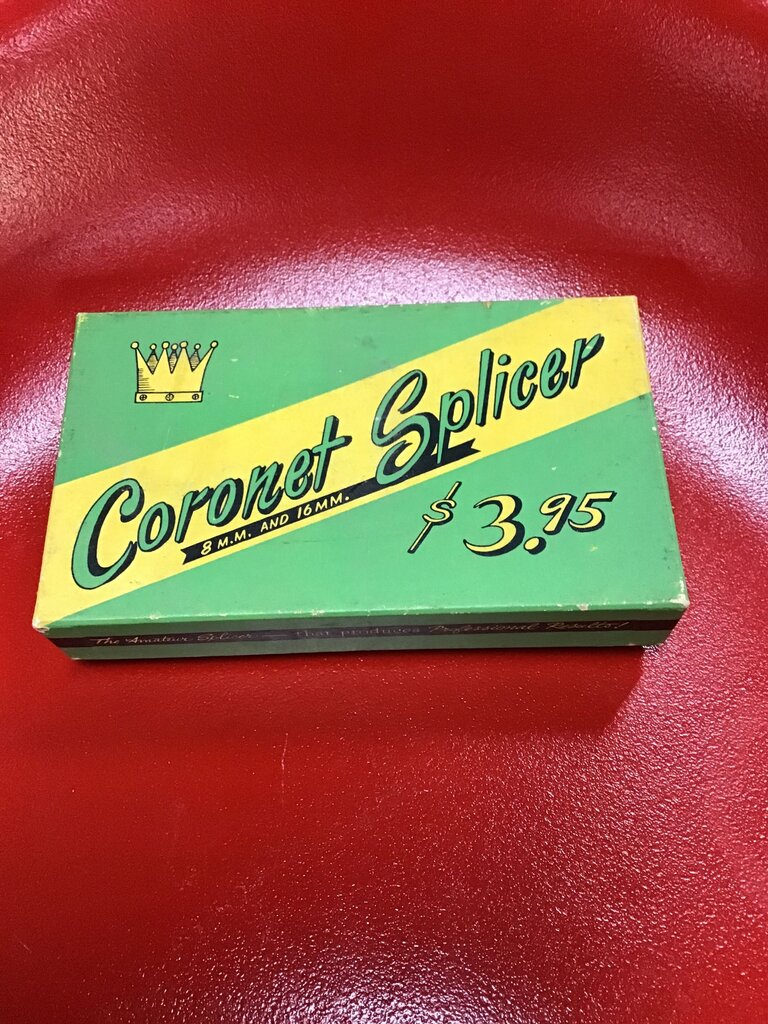 Coronet Splicer
8 M.M. AND 16 MM.
$ 3.95
The Amateur Splicer that produces Professional Results!